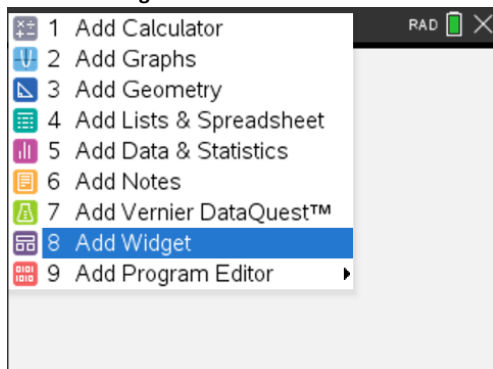 RAD
1 Add Calculator
2 Add Graphs
3 Add Geometry
4 Add Lists & Spreadsheet
5 Add Data & Statistics
6 Add Notes
7 Add Vernier DataQuest™
8 Add Widget
9 Add Program Editor